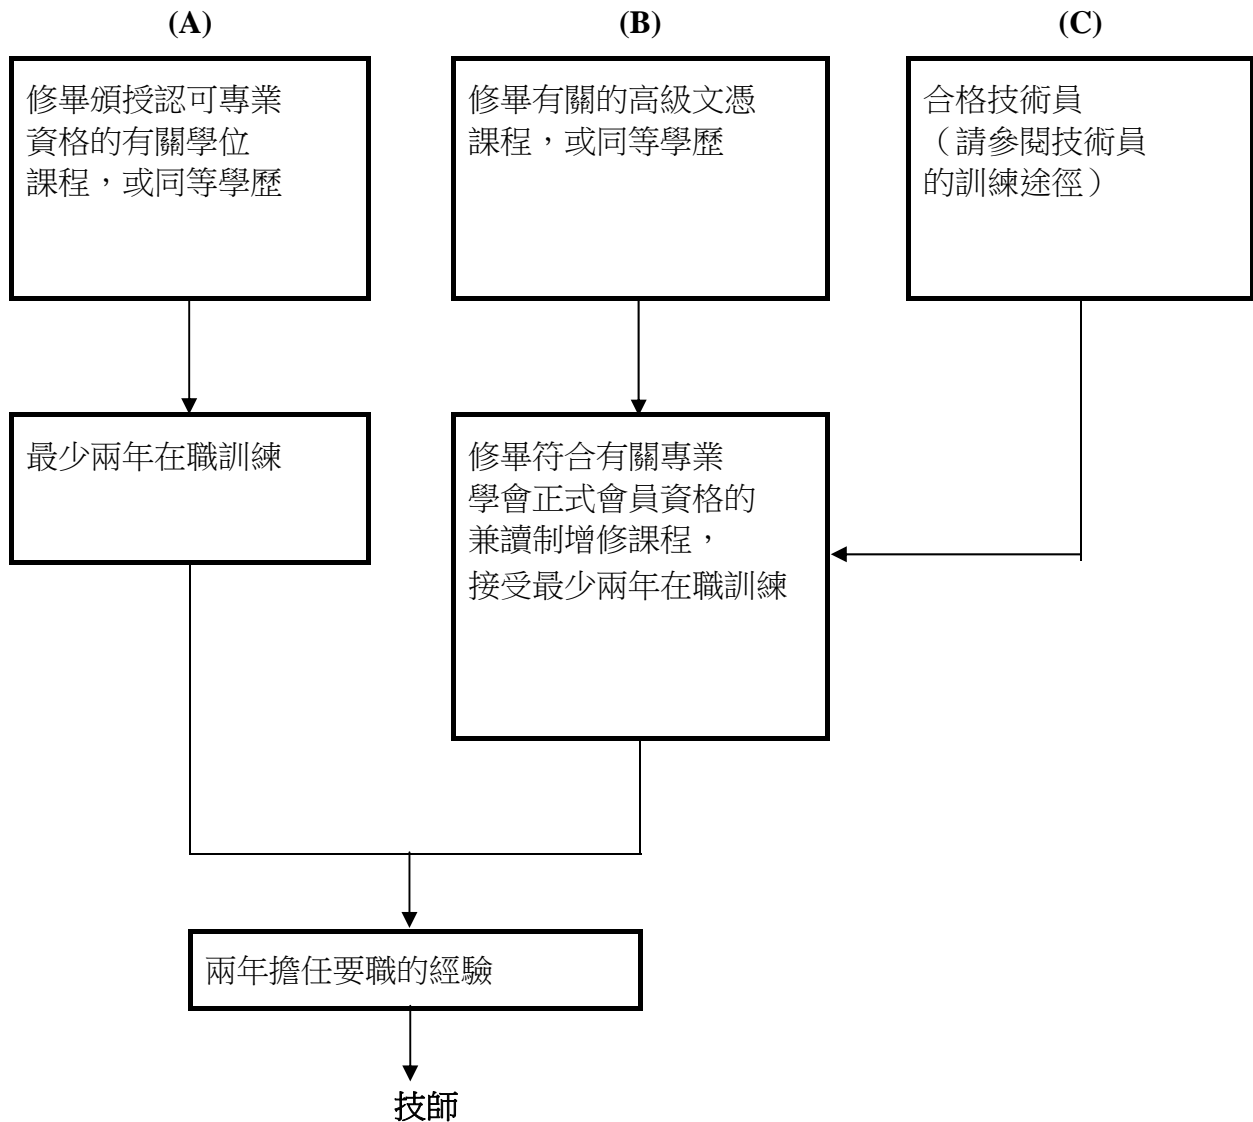 (A)
(B)
(C)
修畢頒授認可專業
資格的有關學位
課程，或同等學歷
修畢有關的高級文憑
課程，或同等學歷
合格技術員
（請參閱技術員
的訓練途徑）
最少兩年在職訓練
修畢符合有關專業
學會正式會員資格的
兼讀制增修課程，
接受最少兩年在職訓練
兩年擔任要職的經驗
技師